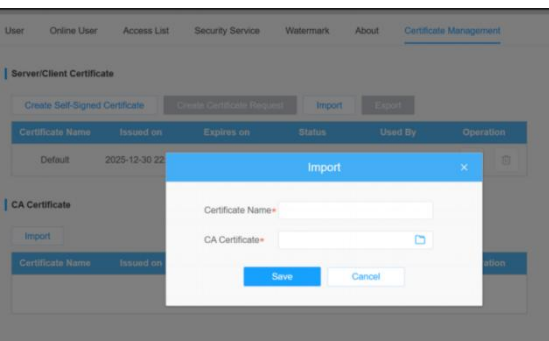 User Online User Access List Security Service Watermark About Certificate Management
Server/Client Certificate
Create Self-Signed Certificate Create Certificate Request Import Export
Certificate Name Issued on Expires on Status Used By Operation
Default 2025-12-30 22
Import ×
Certificate Name*
CA Certificate*
Save Cancel
CA Certificate
Import
Certificate Name Issued on ation